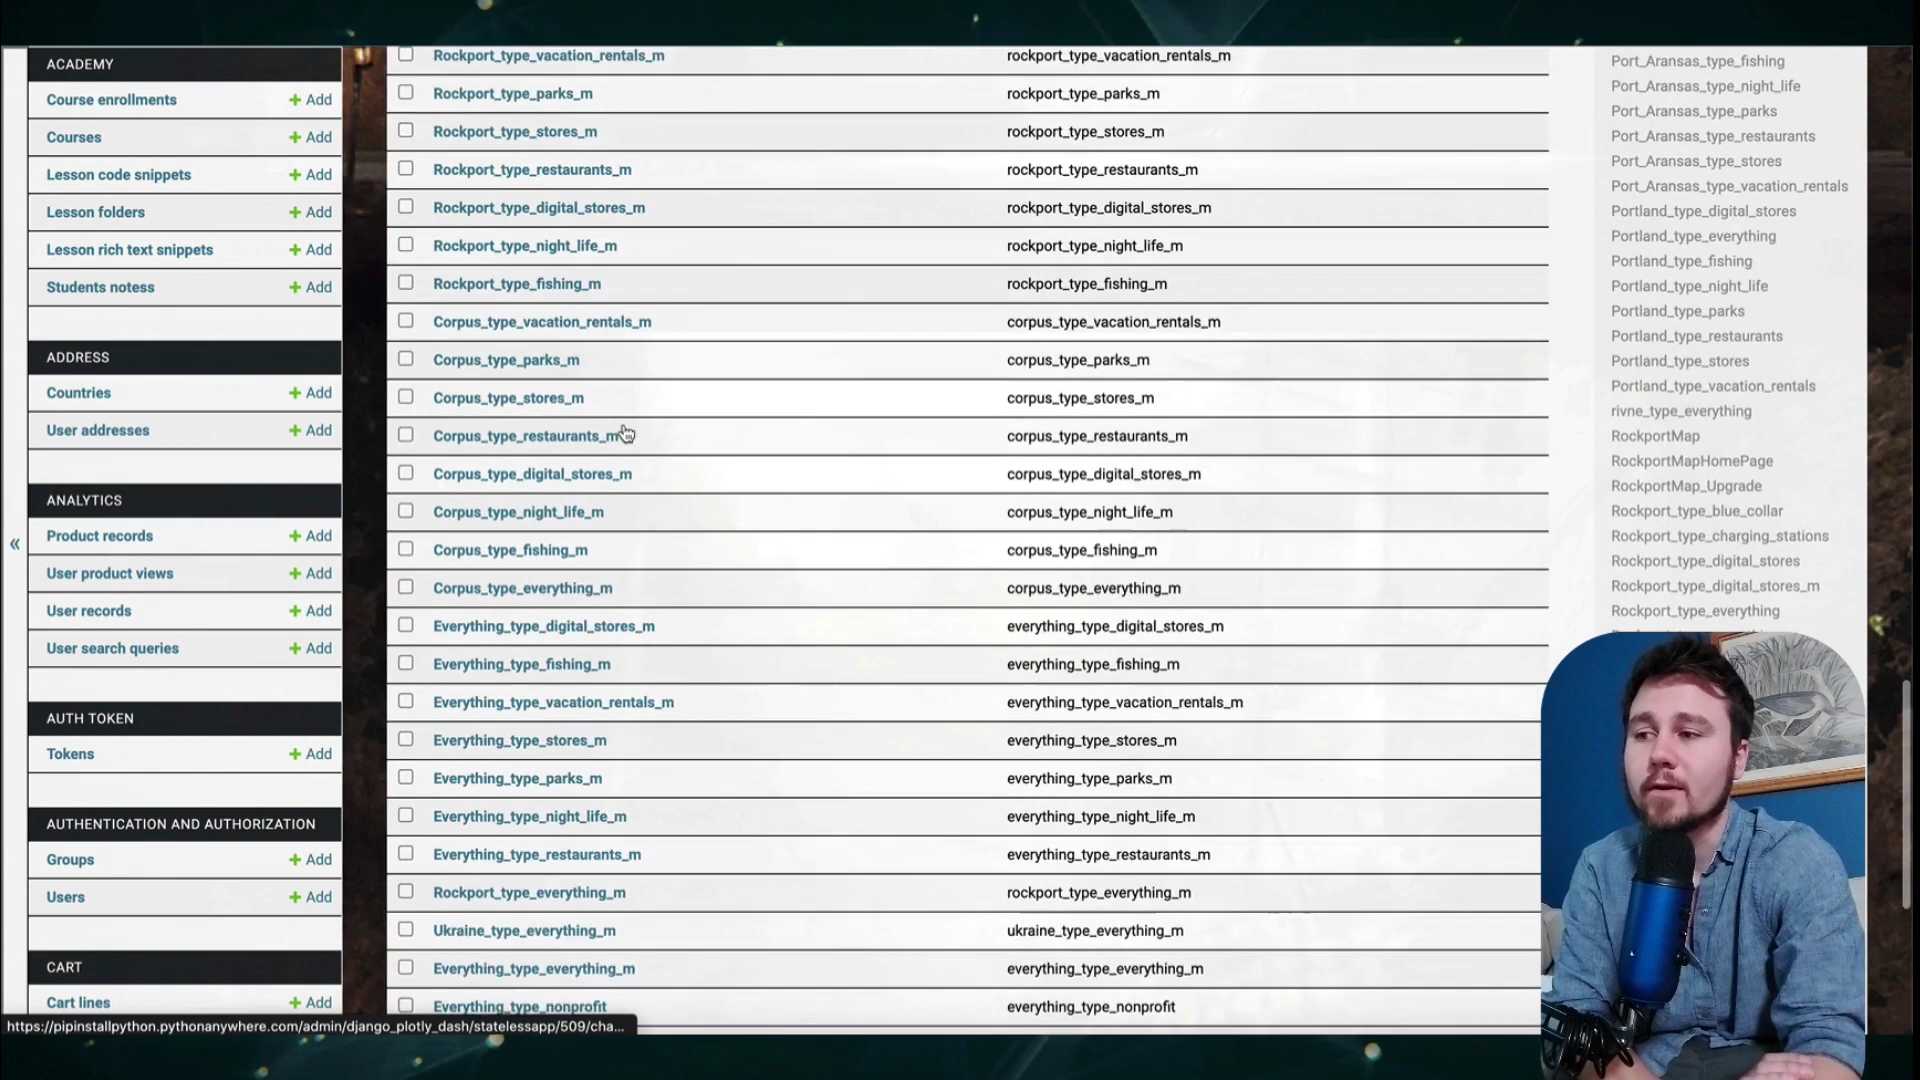 ACADEMY
Course enrollments + Add
Courses + Add
Lesson code snippets + Add
Lesson folders + Add
Lesson rich text snippets + Add
Students notess + Add
ADDRESS
Countries + Add
User addresses + Add
ANALYTICS
Product records + Add
User product views + Add
User records + Add
User search queries + Add
AUTH TOKEN
Tokens + Add
AUTHENTICATION AND AUTHORIZATION
Groups + Add
Users + Add
CART
Cart lines + Add
«
Rockport_type_vacation_rentals_m rockport_type_vacation_rentals_m
Rockport_type_parks_m rockport_type_parks_m
Rockport_type_stores_m rockport_type_stores_m
Rockport_type_restaurants_m rockport_type_restaurants_m
Rockport_type_digital_stores_m rockport_type_digital_stores_m
Rockport_type_night_life_m rockport_type_night_life_m
Rockport_type_fishing_m rockport_type_fishing_m
Corpus_type_vacation_rentals_m corpus_type_vacation_rentals_m
Corpus_type_parks_m corpus_type_parks_m
Corpus_type_stores_m corpus_type_stores_m
Corpus_type_restaurants_m corpus_type_restaurants_m
Corpus_type_digital_stores_m corpus_type_digital_stores_m
Corpus_type_night_life_m corpus_type_night_life_m
Corpus_type_fishing_m corpus_type_fishing_m
Corpus_type_everything_m corpus_type_everything_m
Everything_type_digital_stores_m everything_type_digital_stores_m
Everything_type_fishing_m everything_type_fishing_m
Everything_type_vacation_rentals_m everything_type_vacation_rentals_m
Everything_type_stores_m everything_type_stores_m
Everything_type_parks_m everything_type_parks_m
Everything_type_night_life_m everything_type_night_life_m
Everything_type_restaurants_m everything_type_restaurants_m
Rockport_type_everything_m rockport_type_everything_m
Ukraine_type_everything_m ukraine_type_everything_m
Everything_type_everything_m everything_type_everything_m
Everything_type_nonprofit everything_type_nonprofit
Port_Aransas_type_fishing
Port_Aransas_type_night_life
Port_Aransas_type_parks
Port_Aransas_type_restaurants
Port_Aransas_type_stores
Port_Aransas_type_vacation_rentals
Portland_type_digital_stores
Portland_type_everything
Portland_type_fishing
Portland_type_night_life
Portland_type_parks
Portland_type_restaurants
Portland_type_stores
Portland_type_vacation_rentals
rivne_type_everything
RockportMap
RockportMapHomePage
RockportMap_Upgrade
Rockport_type_blue_collar
Rockport_type_charging_stations
Rockport_type_digital_stores
Rockport_type_digital_stores_m
Rockport_type_everything
https://pipinstallpython.pythonanywhere.com/admin/django_plotly_dash/statelessapp/509/cha...